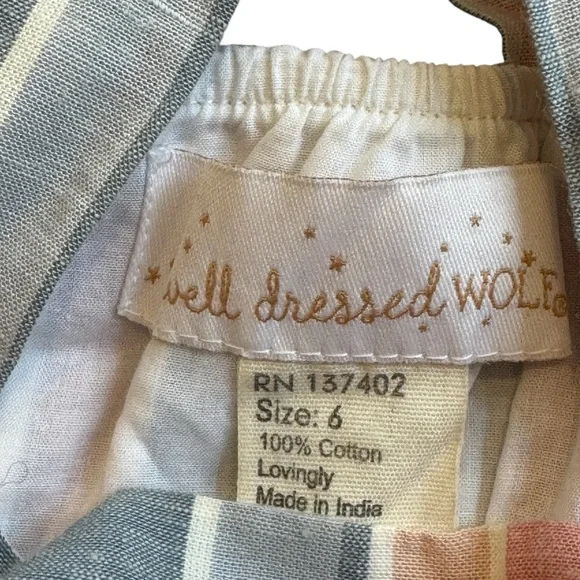 well dressed WOLF®
RN 137402
Size: 6
100% Cotton
Lovingly
Made in India